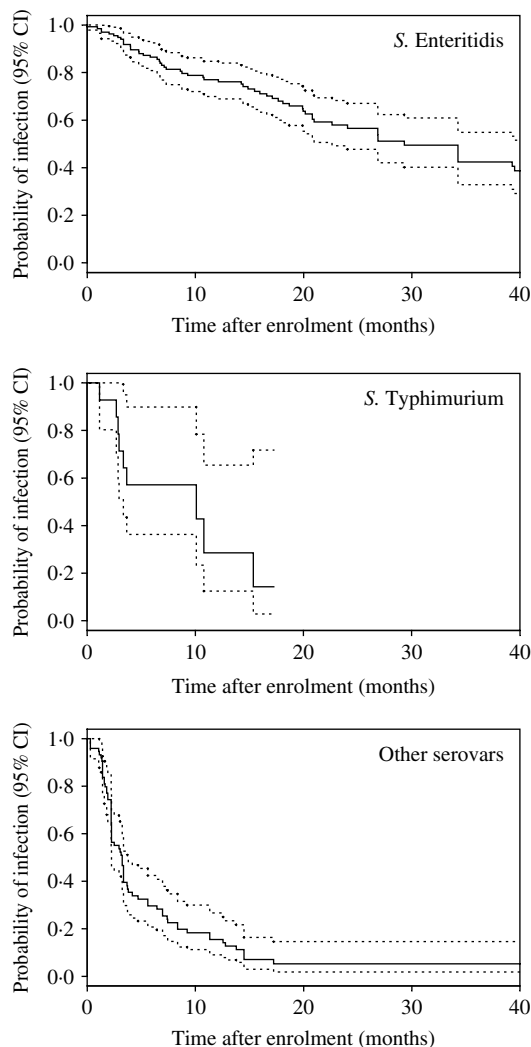 Probability of infection (95% CI)
1·0
0·8
0·6
0·4
0·2
0·0
S. Enteritidis
0 10 20 30 40
Time after enrolment (months)
Probability of infection (95% CI)
1·0
0·8
0·6
0·4
0·2
0·0
S. Typhimurium
0 10 20 30 40
Time after enrolment (months)
Probability of infection (95% CI)
1·0
0·8
0·6
0·4
0·2
0·0
Other serovars
0 10 20 30 40
Time after enrolment (months)